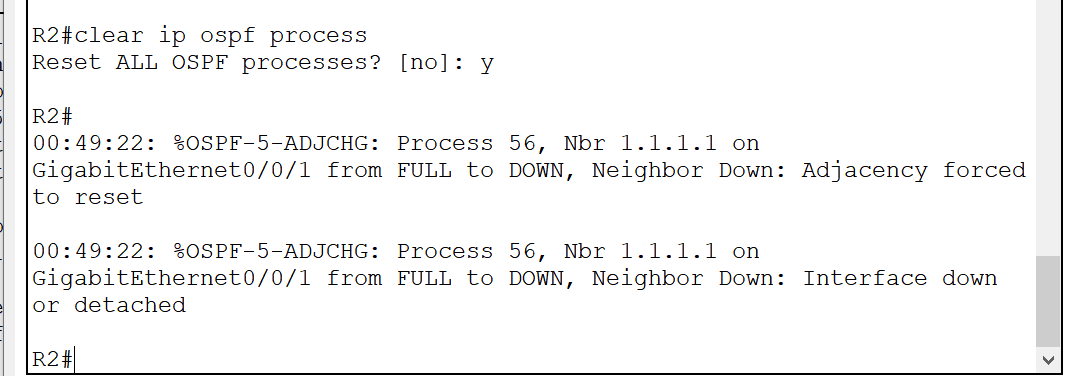 R2#clear ip ospf process
Reset ALL OSPF processes? [no]: y
R2#
00:49:22: %OSPF-5-ADJCHG: Process 56, Nbr 1.1.1.1 on
GigabitEthernet0/0/1 from FULL to DOWN, Neighbor Down: Adjacency forced
to reset
00:49:22: %OSPF-5-ADJCHG: Process 56, Nbr 1.1.1.1 on
GigabitEthernet0/0/1 from FULL to DOWN, Neighbor Down: Interface down
or detached
R2#